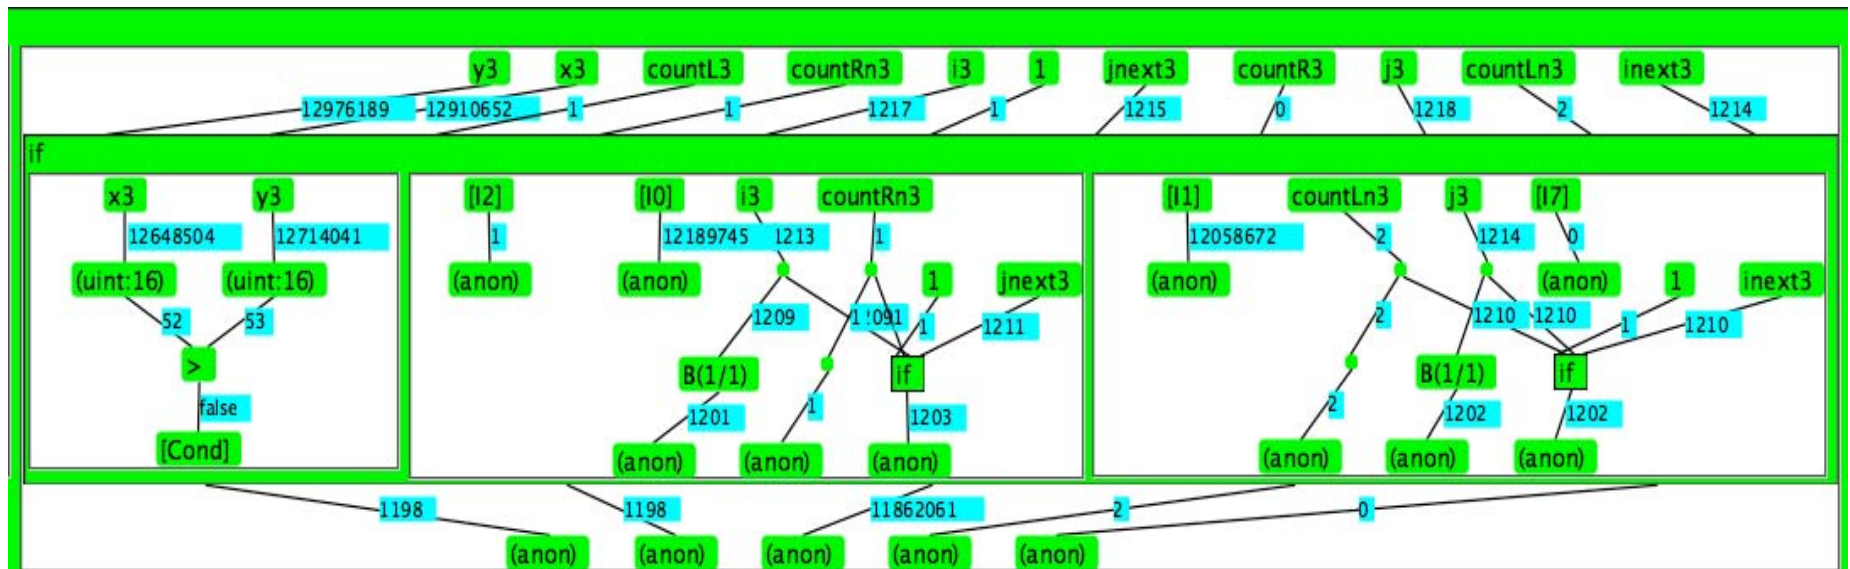 y3 x3 countL3 countRn3 i3 1 jnext3 countR3 j3 countLn3 inext3
12976189 12910652 1 1 1217 1 1215 0 1218 2 1214
if
x3 y3 [I2] [I0] i3 countRn3 [I1] countLn3 j3 [I7]
12648504 12714041 1 12189745 1213 1 12058672 2 1214 0
(uint:16) (uint:16) (anon) (anon) 1 jnext3 (anon) (anon) 1 inext3
52 53 1209 1 1 1211 2 1210 1210 1 1210
> B(1/1) if B(1/1) if
false 1201 1 1203 2 1202 1202
[Cond] (anon) (anon) (anon) (anon) (anon) (anon)
1198 1198 11862061 2 0
(anon) (anon) (anon) (anon) (anon)